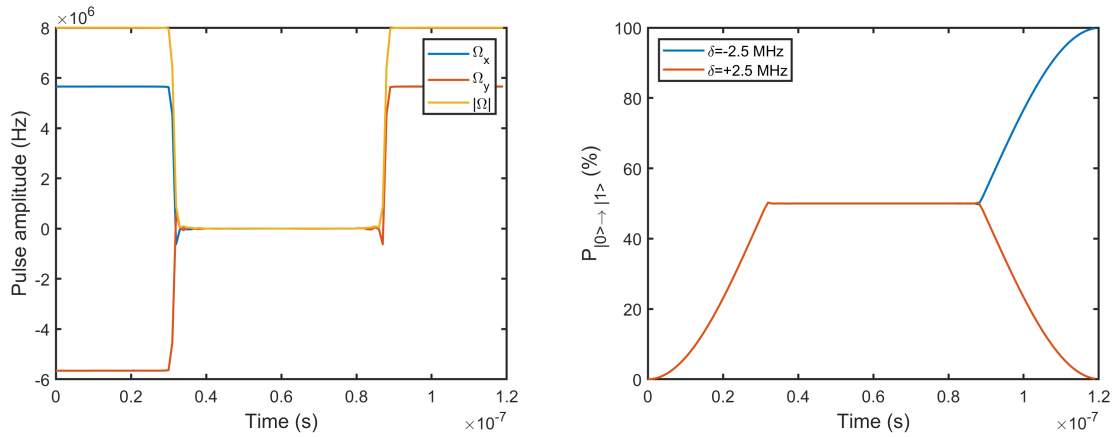 ×10⁶
8
6
4
2
0
-2
-4
-6
Pulse amplitude (Hz)
Ωx
Ωy
|Ω|
0 0.2 0.4 0.6 0.8 1 1.2
Time (s)
×10⁻⁷
100
80
60
40
20
0
P|0>→|1> (%)
δ=-2.5 MHz
δ=+2.5 MHz
0 0.2 0.4 0.6 0.8 1 1.2
Time (s)
×10⁻⁷